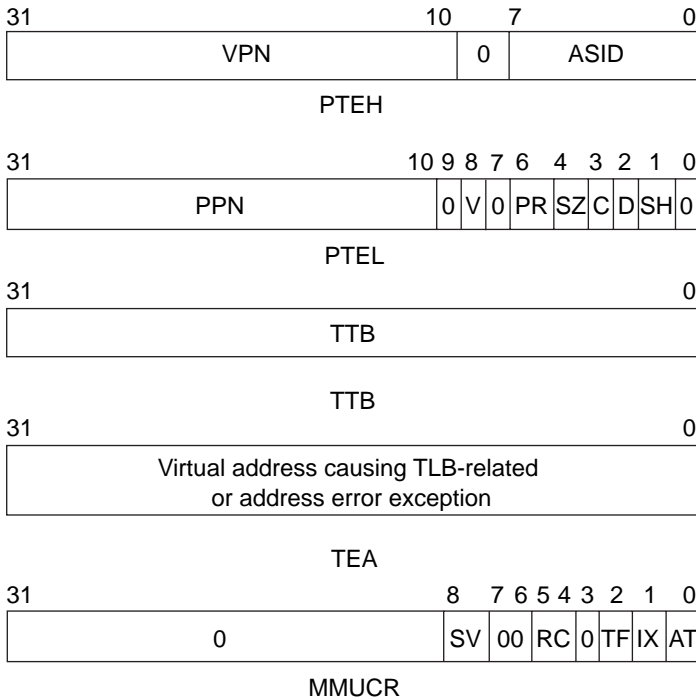 31 10 7 0
VPN 0 ASID
PTEH
31 10 9 8 7 6 4 3 2 1 0
PPN 0 V 0 PR SZ C D SH 0
PTEL
31 0
TTB
TTB
31 0
Virtual address causing TLB-related
or address error exception
TEA
31 8 7 6 5 4 3 2 1 0
0 SV 00 RC 0 TF IX AT
MMUCR